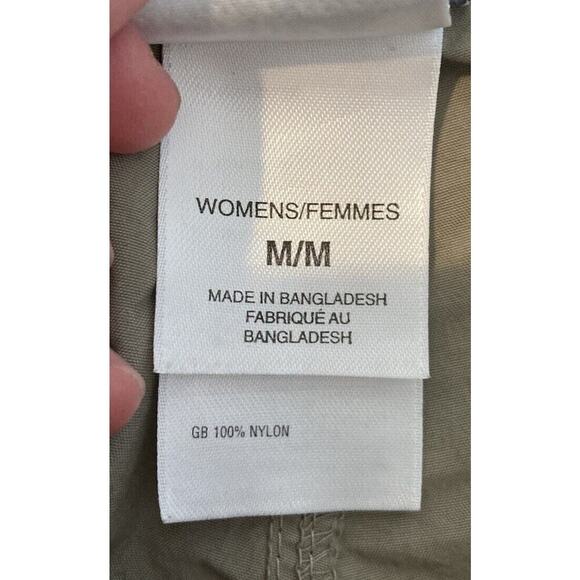 WOMENS/FEMMES
M/M
MADE IN BANGLADESH
FABRIQUÉ AU
BANGLADESH
GB 100% NYLON